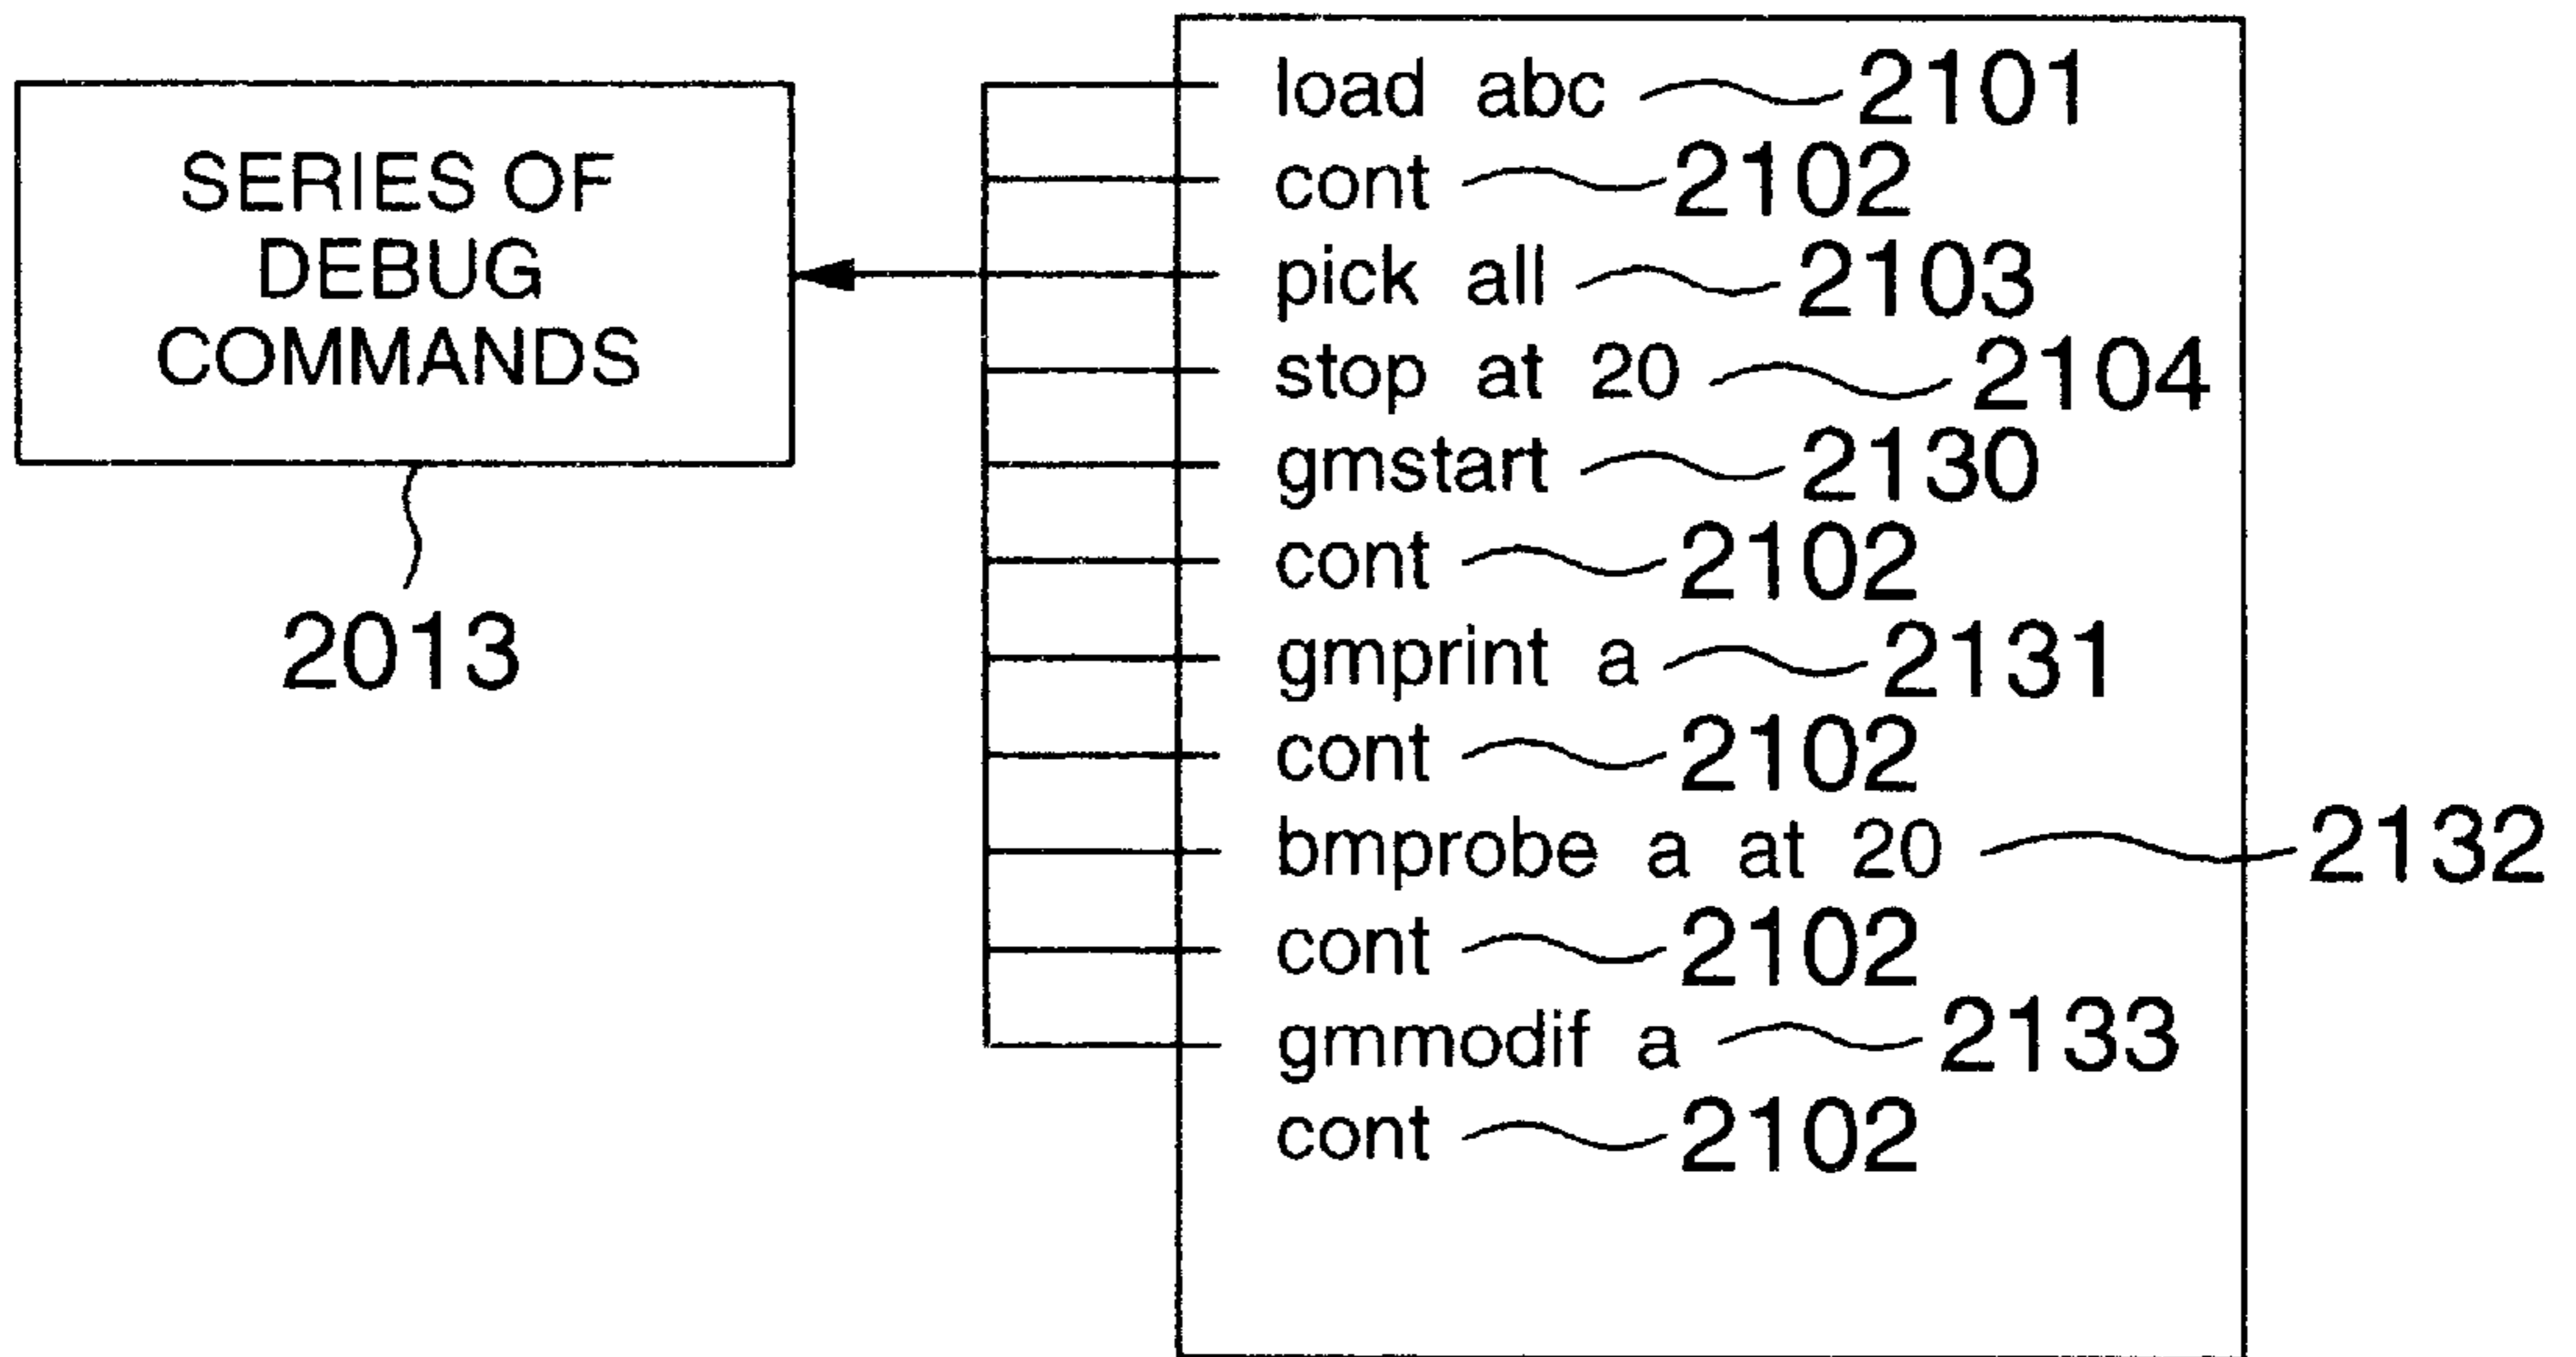 SERIES OF
DEBUG
COMMANDS
2013
load abc 2101
cont 2102
pick all 2103
stop at 20 2104
gmstart 2130
cont 2102
gmprint a 2131
cont 2102
bmprobe a at 20 2132
cont 2102
gmmodif a 2133
cont 2102